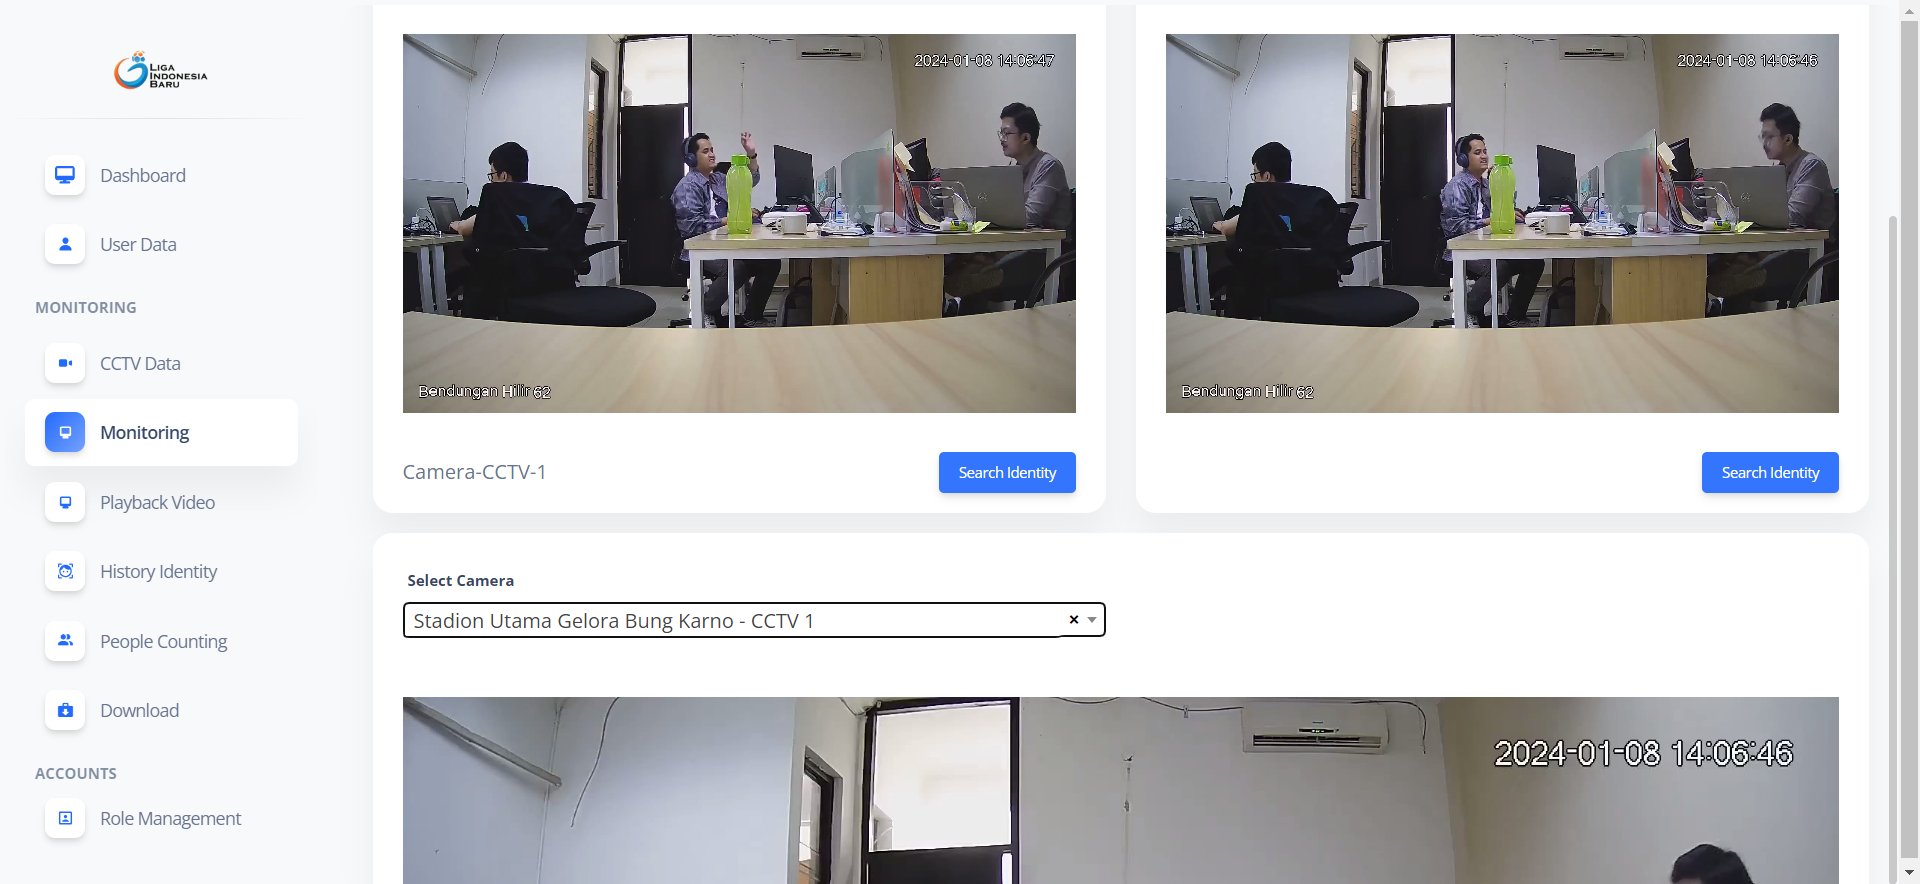 LIGA
INDONESIA
BARU
Dashboard
User Data
MONITORING
CCTV Data
Monitoring
Playback Video
History Identity
People Counting
Download
ACCOUNTS
Role Management
2024-01-08 14:06:47
Bendungan Hilir 62
Camera-CCTV-1
Search Identity
2024-01-08 14:06:46
Bendungan Hilir 62
Search Identity
Select Camera
Stadion Utama Gelora Bung Karno - CCTV 1
×
2024-01-08 14:06:46